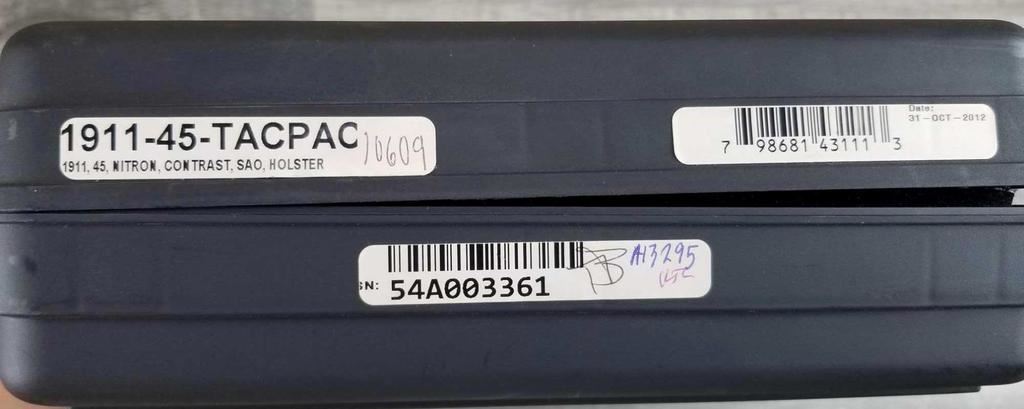 1911-45-TACPAC 10609
1911, 45, NITRON, CONTRAST, SAO, HOLSTER
Date:
31-OCT-2012
7 98681 43111 3
SN: 54A003361
A13295